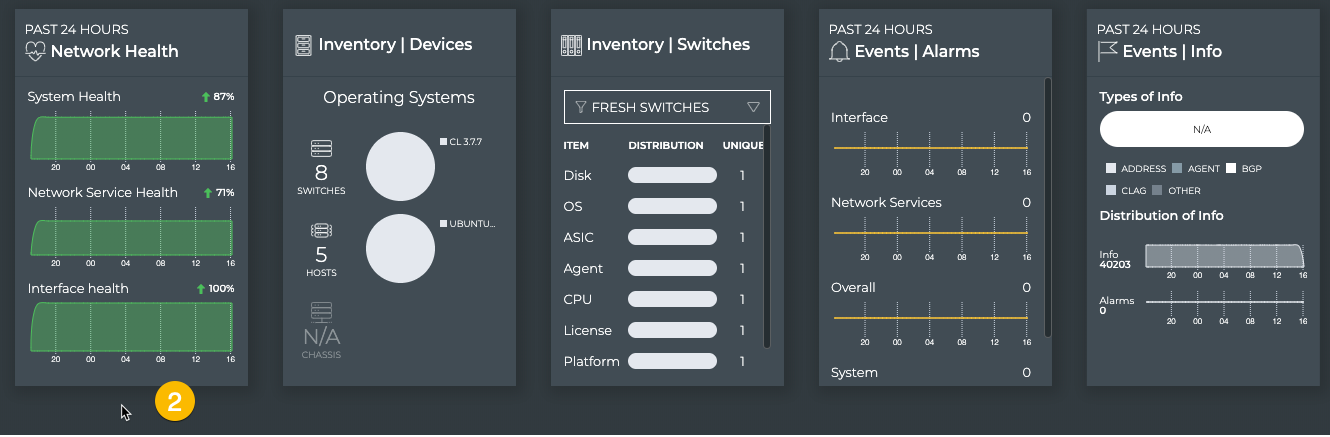 PAST 24 HOURS
Network Health
System Health 87%
20 00 04 08 12 16
Network Service Health 71%
20 00 04 08 12 16
Interface health 100%
20 00 04 08 12 16
2
Inventory | Devices
Operating Systems
8
SWITCHES
CL 3.7.7
5
HOSTS
UBUNTU...
N/A
CHASSIS
Inventory | Switches
FRESH SWITCHES
ITEM DISTRIBUTION UNIQUE
Disk 1
OS 1
ASIC 1
Agent 1
CPU 1
License 1
Platform 1
PAST 24 HOURS
Events | Alarms
Interface 0
20 00 04 08 12 16
Network Services 0
20 00 04 08 12 16
Overall 0
20 00 04 08 12 16
System 0
PAST 24 HOURS
Events | Info
Types of Info
N/A
ADDRESS AGENT BGP
CLAG OTHER
Distribution of Info
Info
40203
20 00 04 08 12 16
Alarms
0
20 00 04 08 12 16